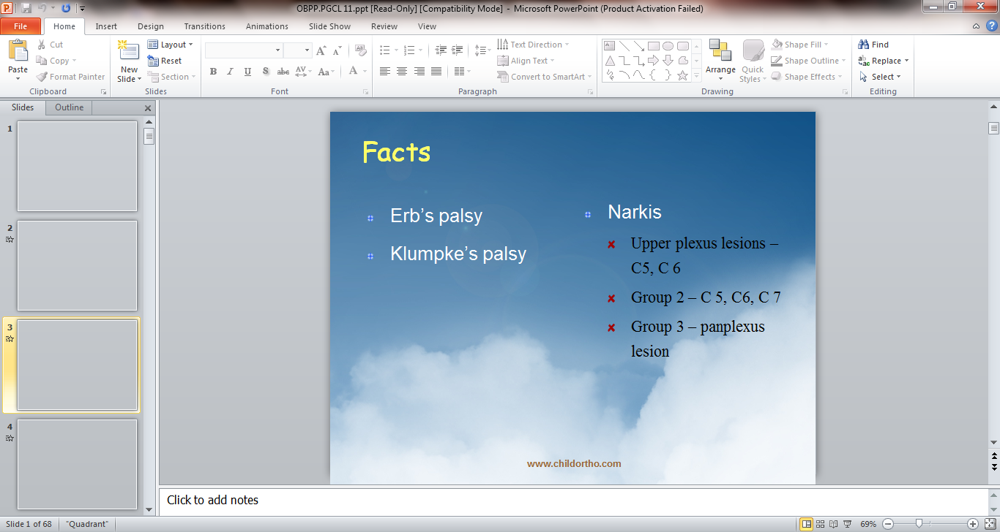 OBPP.PGCL 11.ppt [Read-Only] [Compatibility Mode] - Microsoft PowerPoint (Product Activation Failed)
File Home Insert Design Transitions Animations Slide Show Review View
Paste
Cut
Copy
Format Painter
Clipboard
New
Slide
Layout
Reset
Section
Slides
B I U S abc AV Aa A
Font
Text Direction
Align Text
Convert to SmartArt
Paragraph
Arrange
Quick
Styles
Shape Fill
Shape Outline
Shape Effects
Drawing
Find
Replace
Select
Editing
Slides Outline
1
2
3
4
Facts
Erb's palsy
Klumpke's palsy
Narkis
Upper plexus lesions –
C5, C 6
Group 2 – C 5, C6, C 7
Group 3 – panplexus
lesion
www.childortho.com
Click to add notes
Slide 1 of 68 "Quadrant" 69%